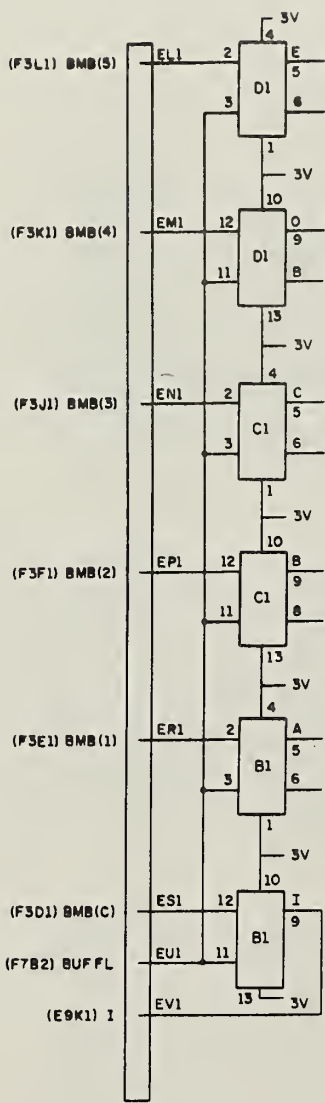 3V
4
(F3L1) BMB(5) EL1 2 D1 E
5
3 6
1
3V
10
(F3K1) BMB(4) EM1 12 D1 D
9
11 B
13
3V
4
(F3J1) BMB(3) EN1 2 C1 C
5
3 6
1
3V
10
(F3F1) BMB(2) EP1 12 C1 B
9
11 8
13
3V
4
(F3E1) BMB(1) ER1 2 B1 A
5
3 6
1
3V
10
(F3D1) BMB(C) ES1 12 B1 I
9
(F7B2) BUFFL EU1 11
13 3V
(E9K1) I EV1